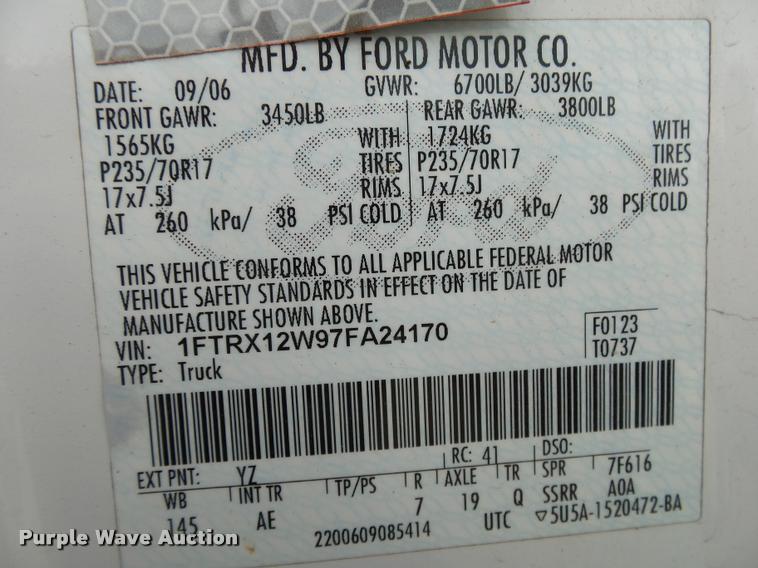 MFD. BY FORD MOTOR CO.
DATE: 09/06 GVWR: 6700LB/ 3039KG
FRONT GAWR: 3450LB REAR GAWR: 3800LB
1565KG WITH 1724KG WITH
P235/70R17 TIRES P235/70R17 TIRES
17x7.5J RIMS 17x7.5J RIMS
AT 260 kPa/ 38 PSI COLD AT 260 kPa/ 38 PSI COLD
Ford
THIS VEHICLE CONFORMS TO ALL APPLICABLE FEDERAL MOTOR
VEHICLE SAFETY STANDARDS IN EFFECT ON THE DATE OF
MANUFACTURE SHOWN ABOVE.
VIN: 1FTRX12W97FA24170 F0123
TYPE: Truck T0737
EXT PNT: YZ RC: 41 DSO:
WB INT TR TP/PS R AXLE TR SPR 7F616
145 AE 7 19 Q SSRR A0A
2200609085414 UTC ▽5U5A-1520472-BA
Purple Wave Auction